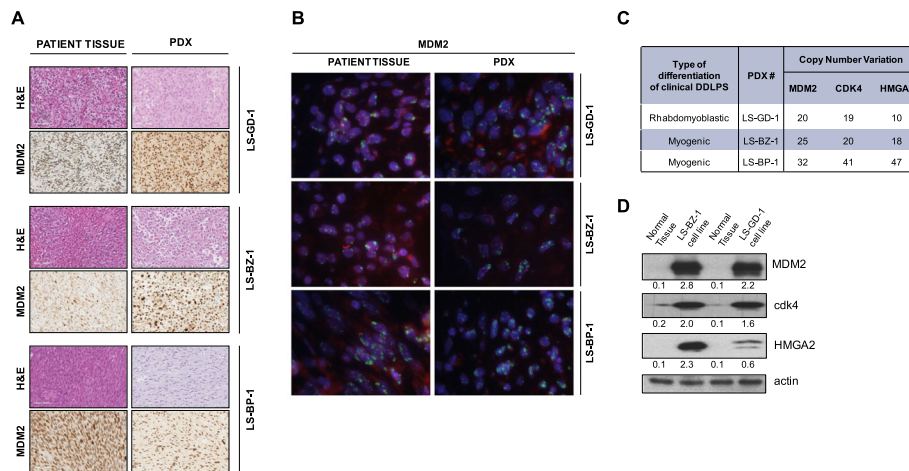 A
PATIENT TISSUE PDX
H&E
MDM2
LS-GD-1
H&E
MDM2
LS-BZ-1
H&E
MDM2
LS-BP-1
B
MDM2
PATIENT TISSUE PDX
LS-GD-1
LS-BZ-1
LS-BP-1
C
Type of differentiation of clinical DDLPS PDX # Copy Number Variation
MDM2 CDK4 HMGA2
Rhabdomyoblastic LS-GD-1 20 19 10
Myogenic LS-BZ-1 25 20 18
Myogenic LS-BP-1 32 41 47
D
Normal Tissue LS-BZ-1 cell line Normal Tissue LS-GD-1 cell line
MDM2
0.1 2.8 0.1 2.2
cdk4
0.2 2.0 0.1 1.6
HMGA2
0.1 2.3 0.1 0.6
actin